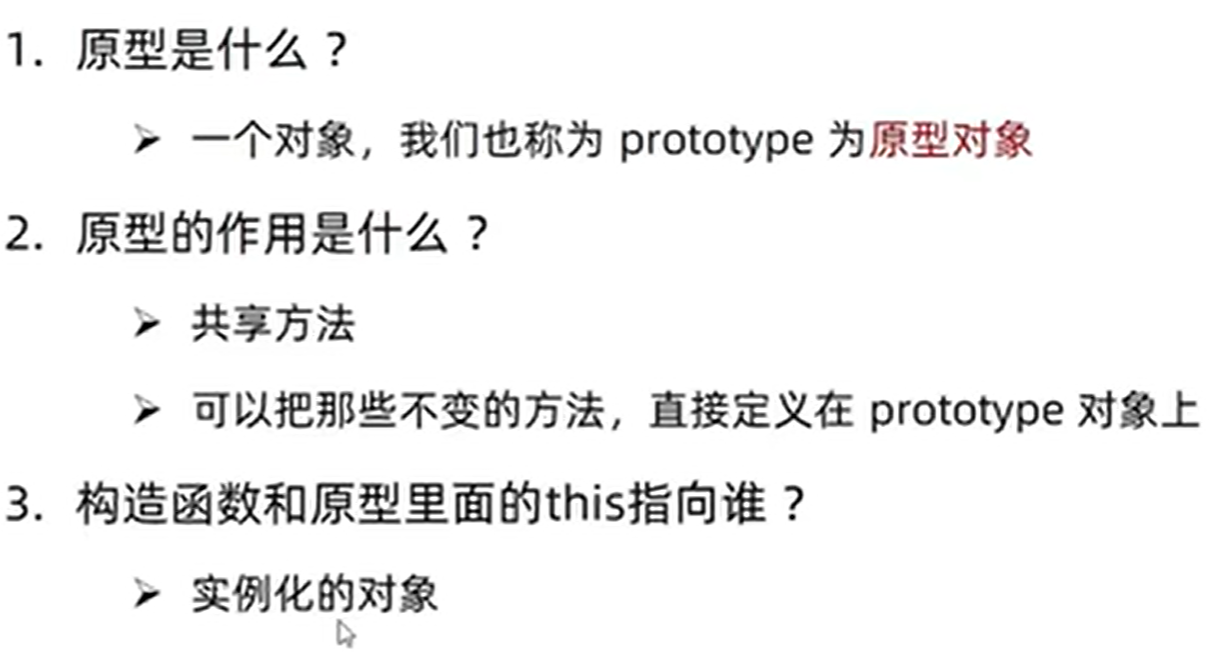 1. 原型是什么？
➢ 一个对象，我们也称为 prototype 为原型对象
2. 原型的作用是什么？
➢ 共享方法
➢ 可以把那些不变的方法，直接定义在 prototype 对象上
3. 构造函数和原型里面的this指向谁？
➢ 实例化的对象